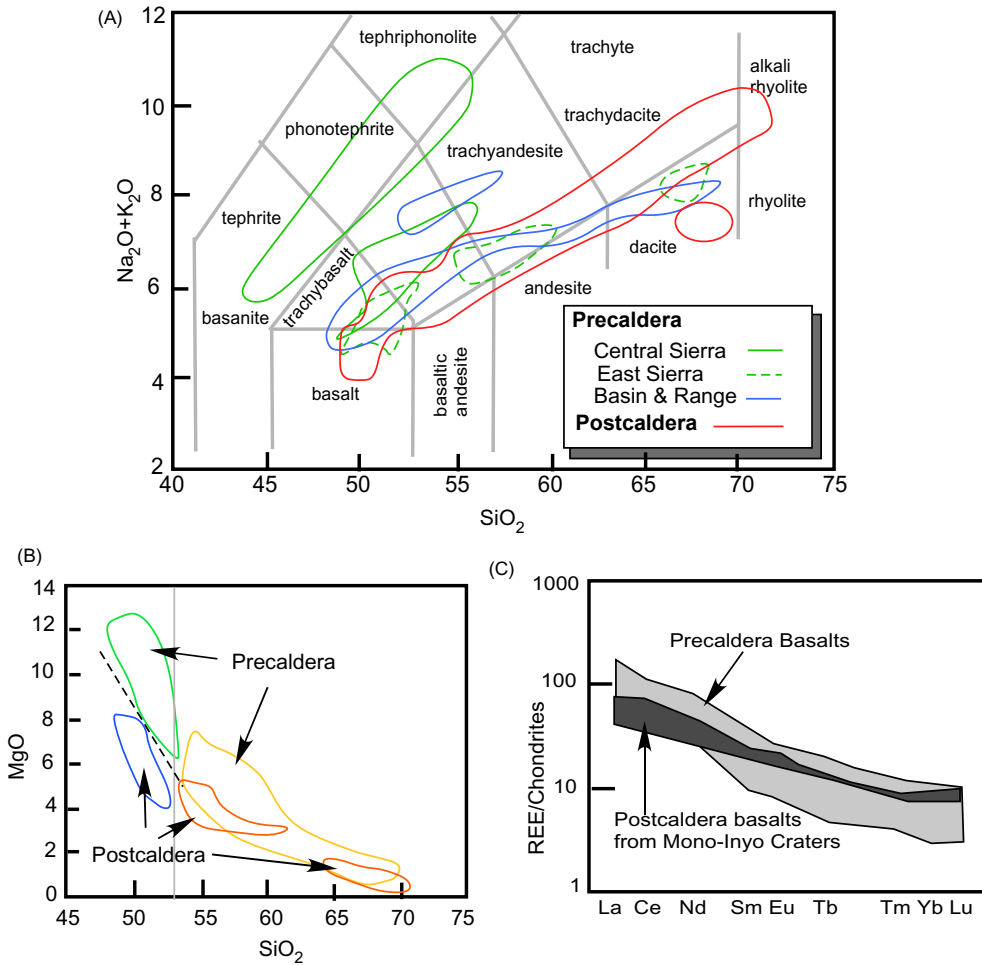 (A)
12
10
8
6
4
2
Na2O+K2O
40
45
50
55
60
65
70
75
SiO2
tephriphonolite
trachyte
alkali
rhyolite
trachydacite
phonotephrite
trachyandesite
tephrite
rhyolite
dacite
trachybasalt
andesite
basanite
basalt
basaltic
andesite
Precaldera
Central Sierra
East Sierra
Basin & Range
Postcaldera
(B)
14
12
10
8
6
4
2
0
MgO
45
50
55
60
65
70
75
SiO2
Precaldera
Postcaldera
(C)
1000
100
10
1
REE/Chondrites
Precaldera Basalts
Postcaldera basalts
from Mono-Inyo Craters
La Ce Nd Sm Eu Tb Tm Yb Lu